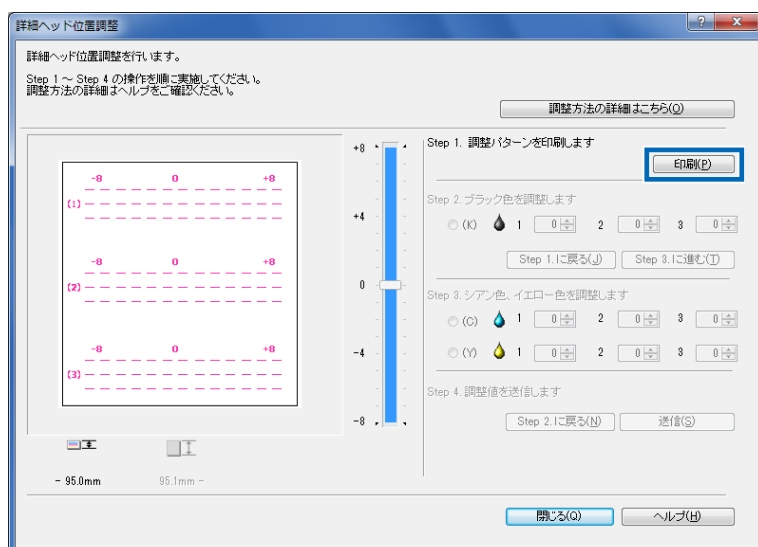 詳細ヘッド位置調整
詳細ヘッド位置調整を行います。
Step 1 ～ Step 4 の操作を順に実施してください。
調整方法の詳細はヘルプをご確認ください。
調整方法の詳細はこちら(O)
-8 0 +8
(1)
-8 0 +8
(2)
-8 0 +8
(3)
- 95.0mm
95.1mm -
+8
+4
0
-4
-8
Step 1. 調整パターンを印刷します
印刷(P)
Step 2. ブラック色を調整します
(K) 1 0 2 0 3 0
Step 1.に戻る(J) Step 3.に進む(T)
Step 3. シアン色、イエロー色を調整します
(C) 1 0 2 0 3 0
(Y) 1 0 2 0 3 0
Step 4. 調整値を送信します
Step 2.に戻る(N) 送信(S)
閉じる(Q) ヘルプ(H)